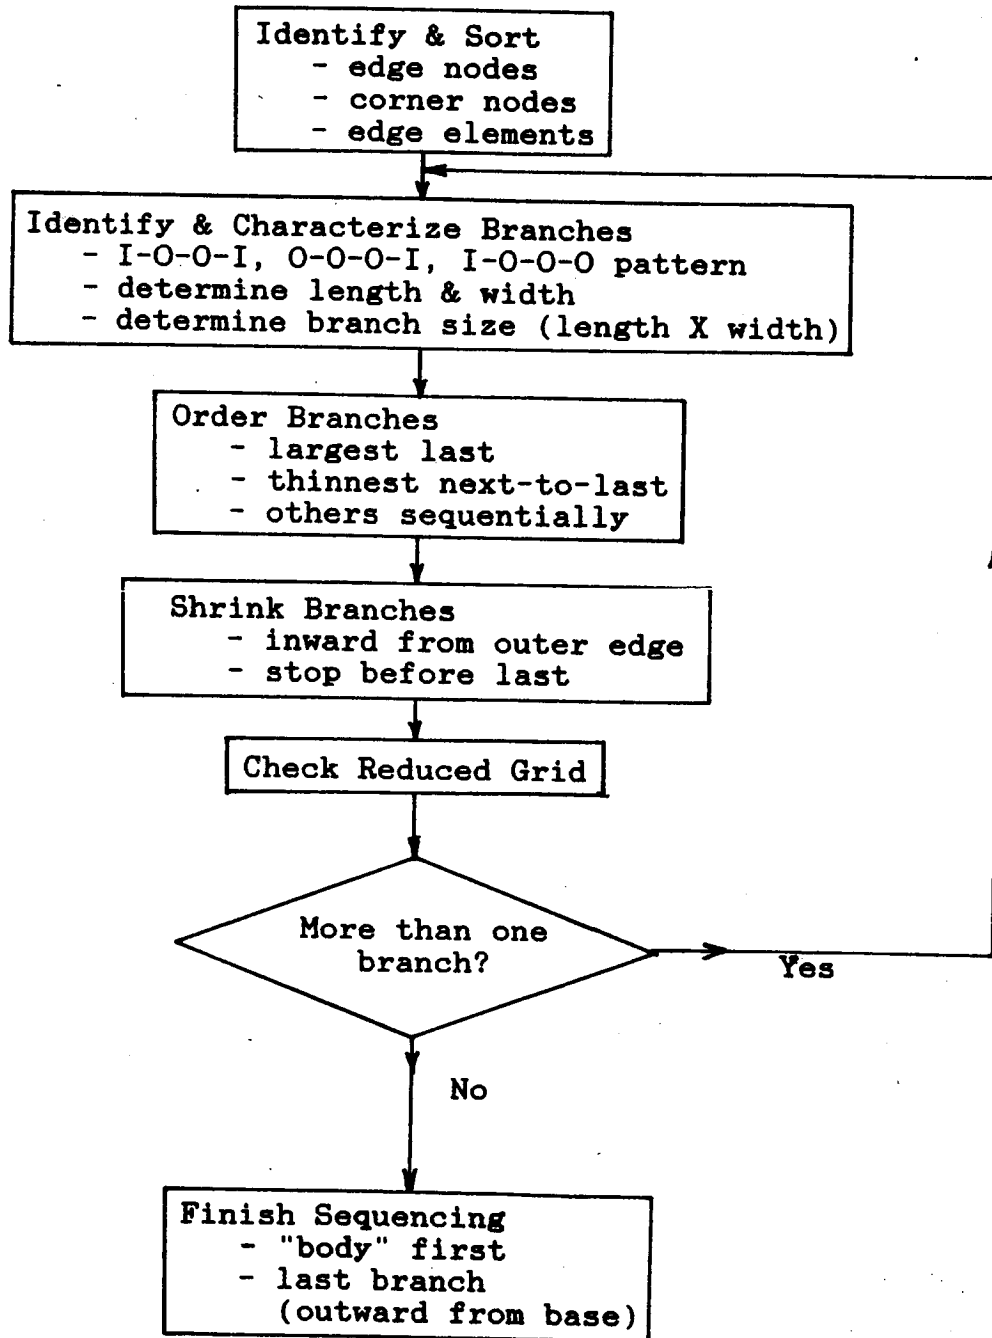 Identify & Sort
- edge nodes
- corner nodes
- edge elements
Identify & Characterize Branches
- I-O-O-I, O-O-O-I, I-O-O-O pattern
- determine length & width
- determine branch size (length X width)
Order Branches
- largest last
- thinnest next-to-last
- others sequentially
Shrink Branches
- inward from outer edge
- stop before last
Check Reduced Grid
More than one
branch?
Yes
No
Finish Sequencing
- "body" first
- last branch
(outward from base)